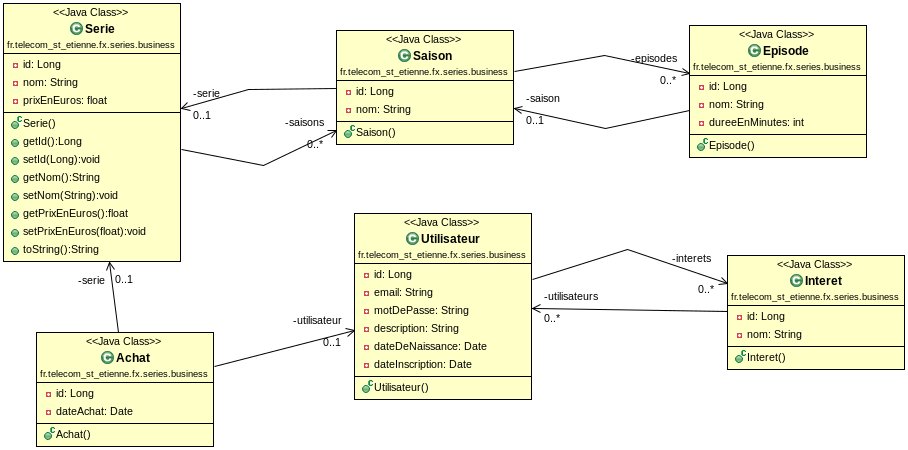 <<Java Class>>
Serie
fr.telecom_st_etienne.fx.series.business
id: Long
nom: String
prixEnEuros: float
Serie()
getId():Long
setId(Long):void
getNom():String
setNom(String):void
getPrixEnEuros():float
setPrixEnEuros(float):void
toString():String
<<Java Class>>
Saison
fr.telecom_st_etienne.fx.series.business
id: Long
nom: String
Saison()
<<Java Class>>
Episode
fr.telecom_st_etienne.fx.series.business
id: Long
nom: String
dureeEnMinutes: int
Episode()
-serie
0..1
-saisons
0..*
-episodes
0..*
-saison
0..1
<<Java Class>>
Utilisateur
fr.telecom_st_etienne.fx.series.business
id: Long
email: String
motDePasse: String
description: String
dateDeNaissance: Date
dateInscription: Date
Utilisateur()
<<Java Class>>
Interet
fr.telecom_st_etienne.fx.series.business
id: Long
nom: String
Interet()
-interets
0..*
-utilisateurs
0..*
-serie
0..1
-utilisateur
0..1
<<Java Class>>
Achat
fr.telecom_st_etienne.fx.series.business
id: Long
dateAchat: Date
Achat()